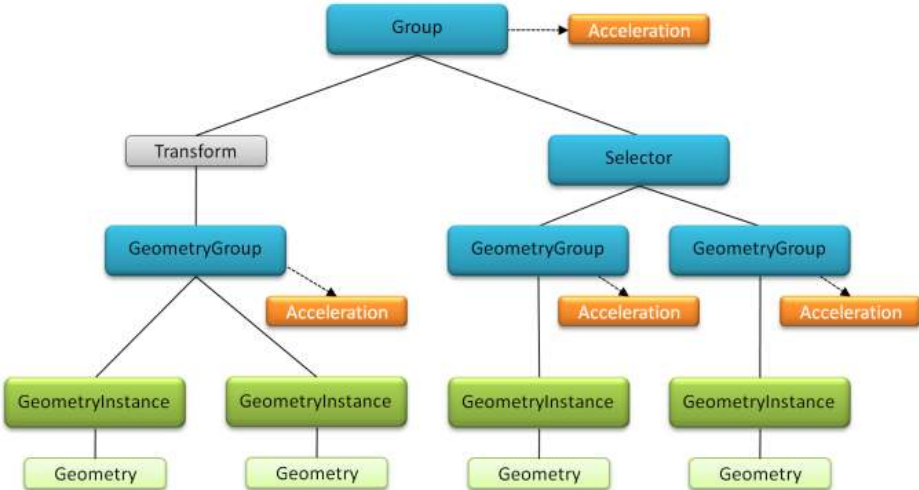 Group
Acceleration
Transform
Selector
GeometryGroup
GeometryGroup
GeometryGroup
Acceleration
Acceleration
Acceleration
GeometryInstance
GeometryInstance
GeometryInstance
GeometryInstance
Geometry
Geometry
Geometry
Geometry